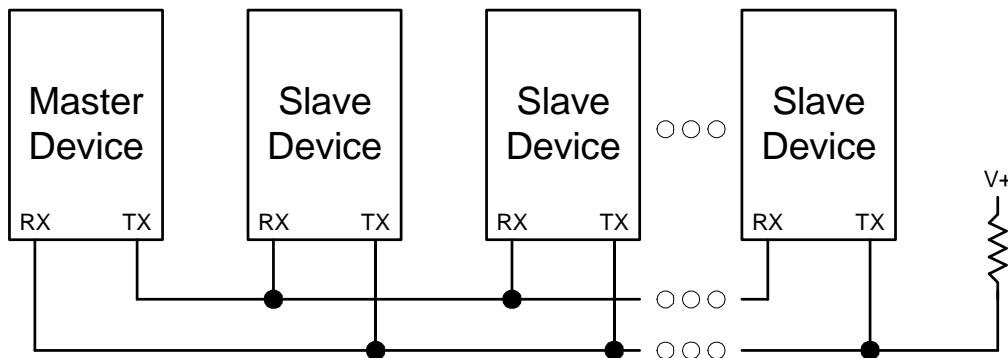 Master
Device
Slave
Device
Slave
Device
Slave
Device
RX TX
RX TX
RX TX
RX TX
V+